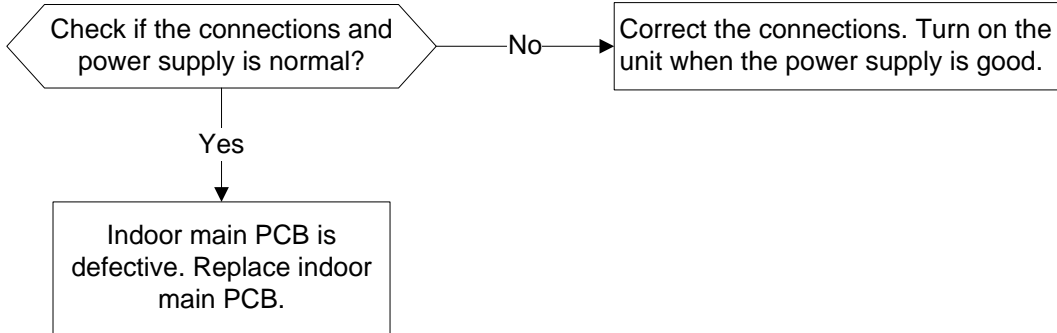 Check if the connections and
power supply is normal?
No
Correct the connections. Turn on the
unit when the power supply is good.
Yes
Indoor main PCB is
defective. Replace indoor
main PCB.